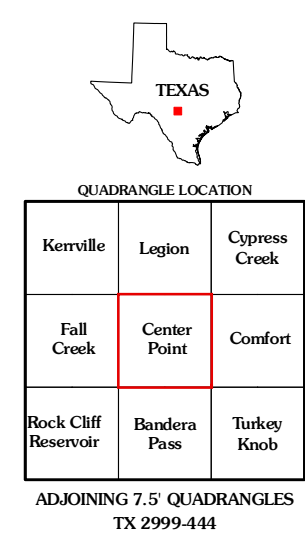 TEXAS
QUADRANGLE LOCATION
Kerrville
Legion
Cypress
Creek
Fall
Creek
Center
Point
Comfort
Rock Cliff
Reservoir
Bandera
Pass
Turkey
Knob
ADJOINING 7.5' QUADRANGLES
TX 2999-444